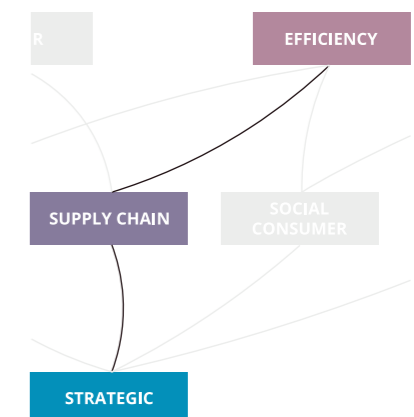 R
EFFICIENCY
SUPPLY CHAIN
SOCIAL
CONSUMER
STRATEGIC